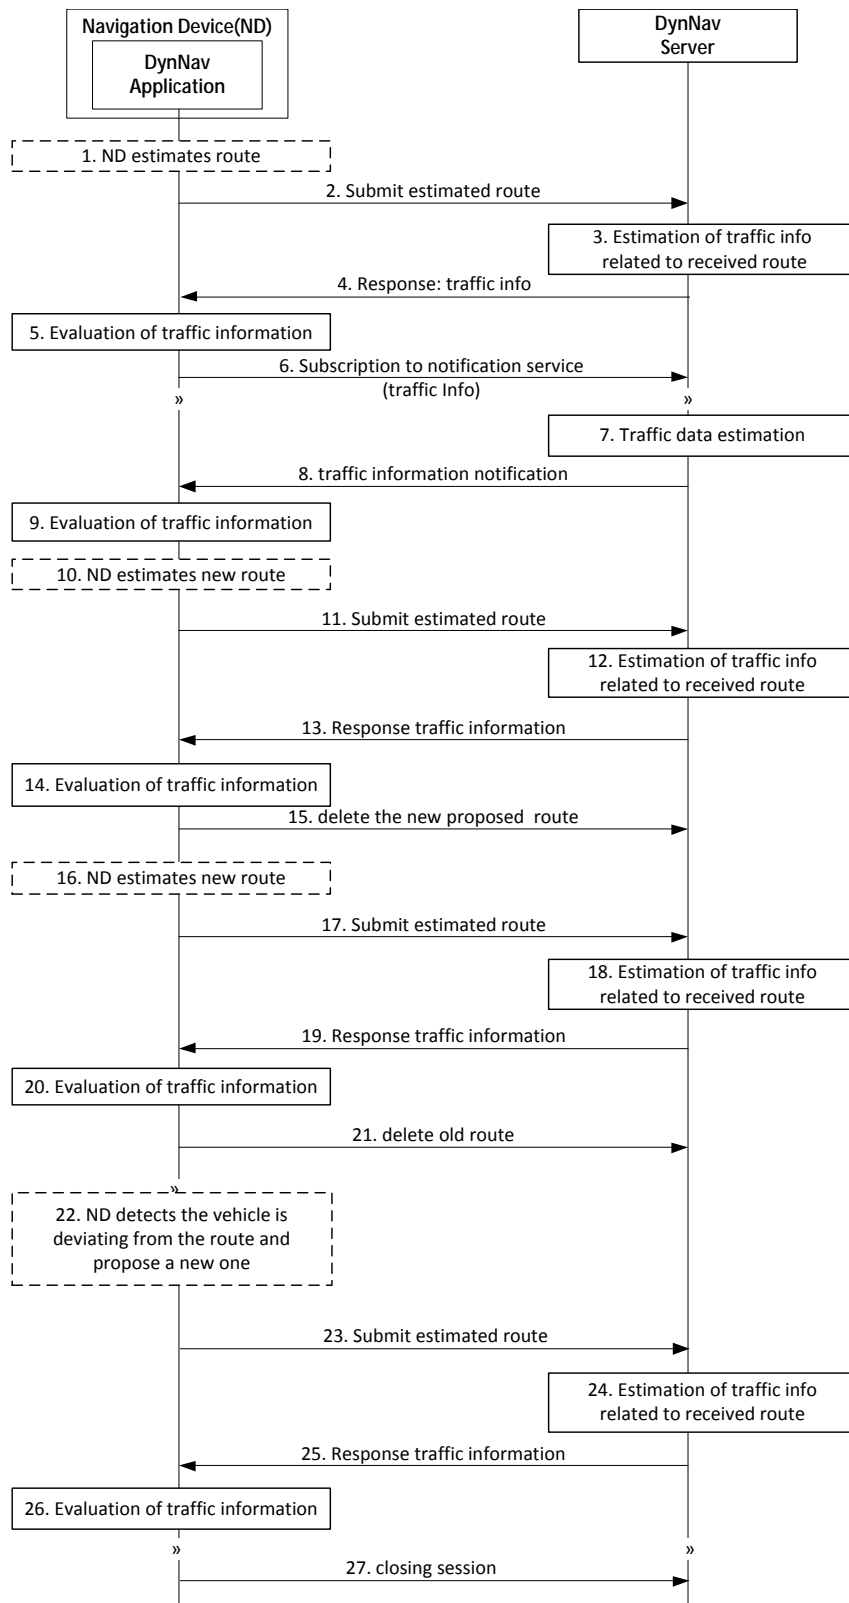 Navigation Device(ND)
DynNav
Application
DynNav
Server
1. ND estimates route
2. Submit estimated route
3. Estimation of traffic info
related to received route
4. Response: traffic info
5. Evaluation of traffic information
6. Subscription to notification service
(traffic Info)
»
»
7. Traffic data estimation
8. traffic information notification
9. Evaluation of traffic information
10. ND estimates new route
11. Submit estimated route
12. Estimation of traffic info
related to received route
13. Response traffic information
14. Evaluation of traffic information
15. delete the new proposed  route
16. ND estimates new route
17. Submit estimated route
18. Estimation of traffic info
related to received route
19. Response traffic information
20. Evaluation of traffic information
21. delete old route
»
22. ND detects the vehicle is
deviating from the route and
propose a new one
23. Submit estimated route
24. Estimation of traffic info
related to received route
25. Response traffic information
26. Evaluation of traffic information
»
»
27. closing session